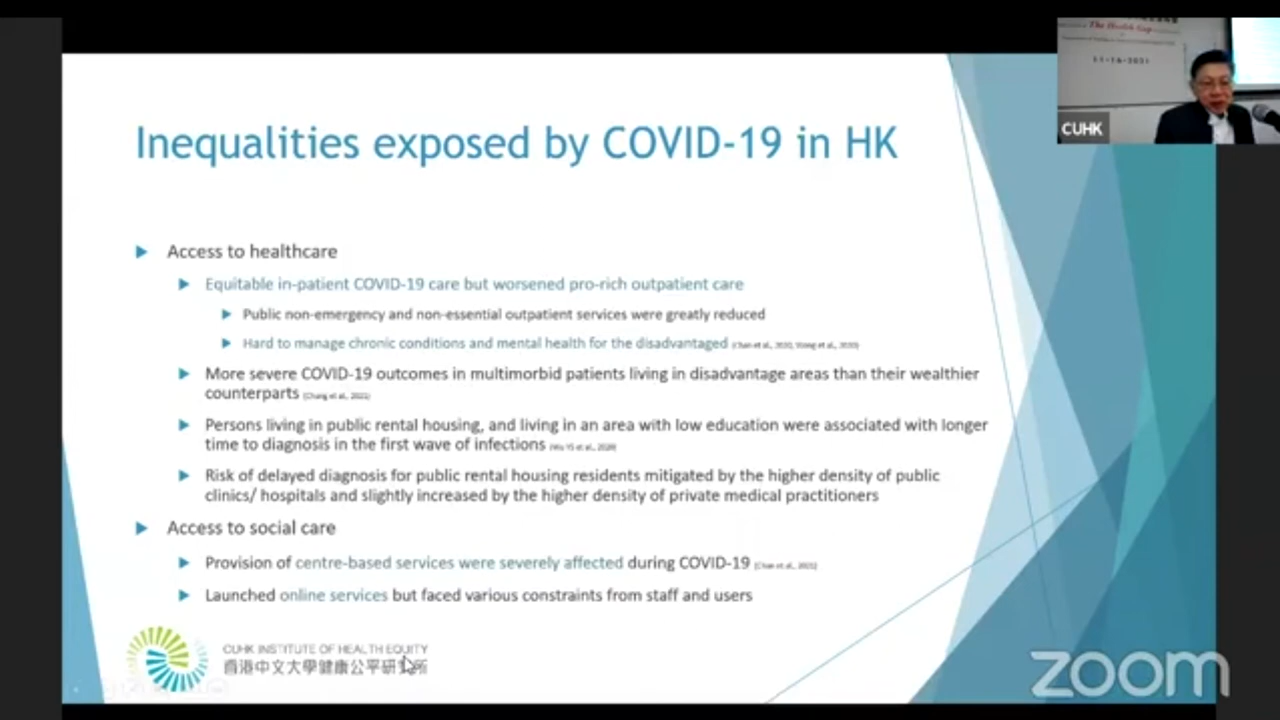 The Health Gap
11-16-2021
CUHK
Inequalities exposed by COVID-19 in HK
Access to healthcare
Equitable in-patient COVID-19 care but worsened pro-rich outpatient care
Public non-emergency and non-essential outpatient services were greatly reduced
Hard to manage chronic conditions and mental health for the disadvantaged
More severe COVID-19 outcomes in multimorbid patients living in disadvantage areas than their wealthier
counterparts
Persons living in public rental housing, and living in an area with low education were associated with longer
time to diagnosis in the first wave of infections
Risk of delayed diagnosis for public rental housing residents mitigated by the higher density of public
clinics/ hospitals and slightly increased by the higher density of private medical practitioners
Access to social care
Provision of centre-based services were severely affected during COVID-19
Launched online services but faced various constraints from staff and users
CUHK INSTITUTE OF HEALTH EQUITY
香港中文大學健康公平研究所
zoom